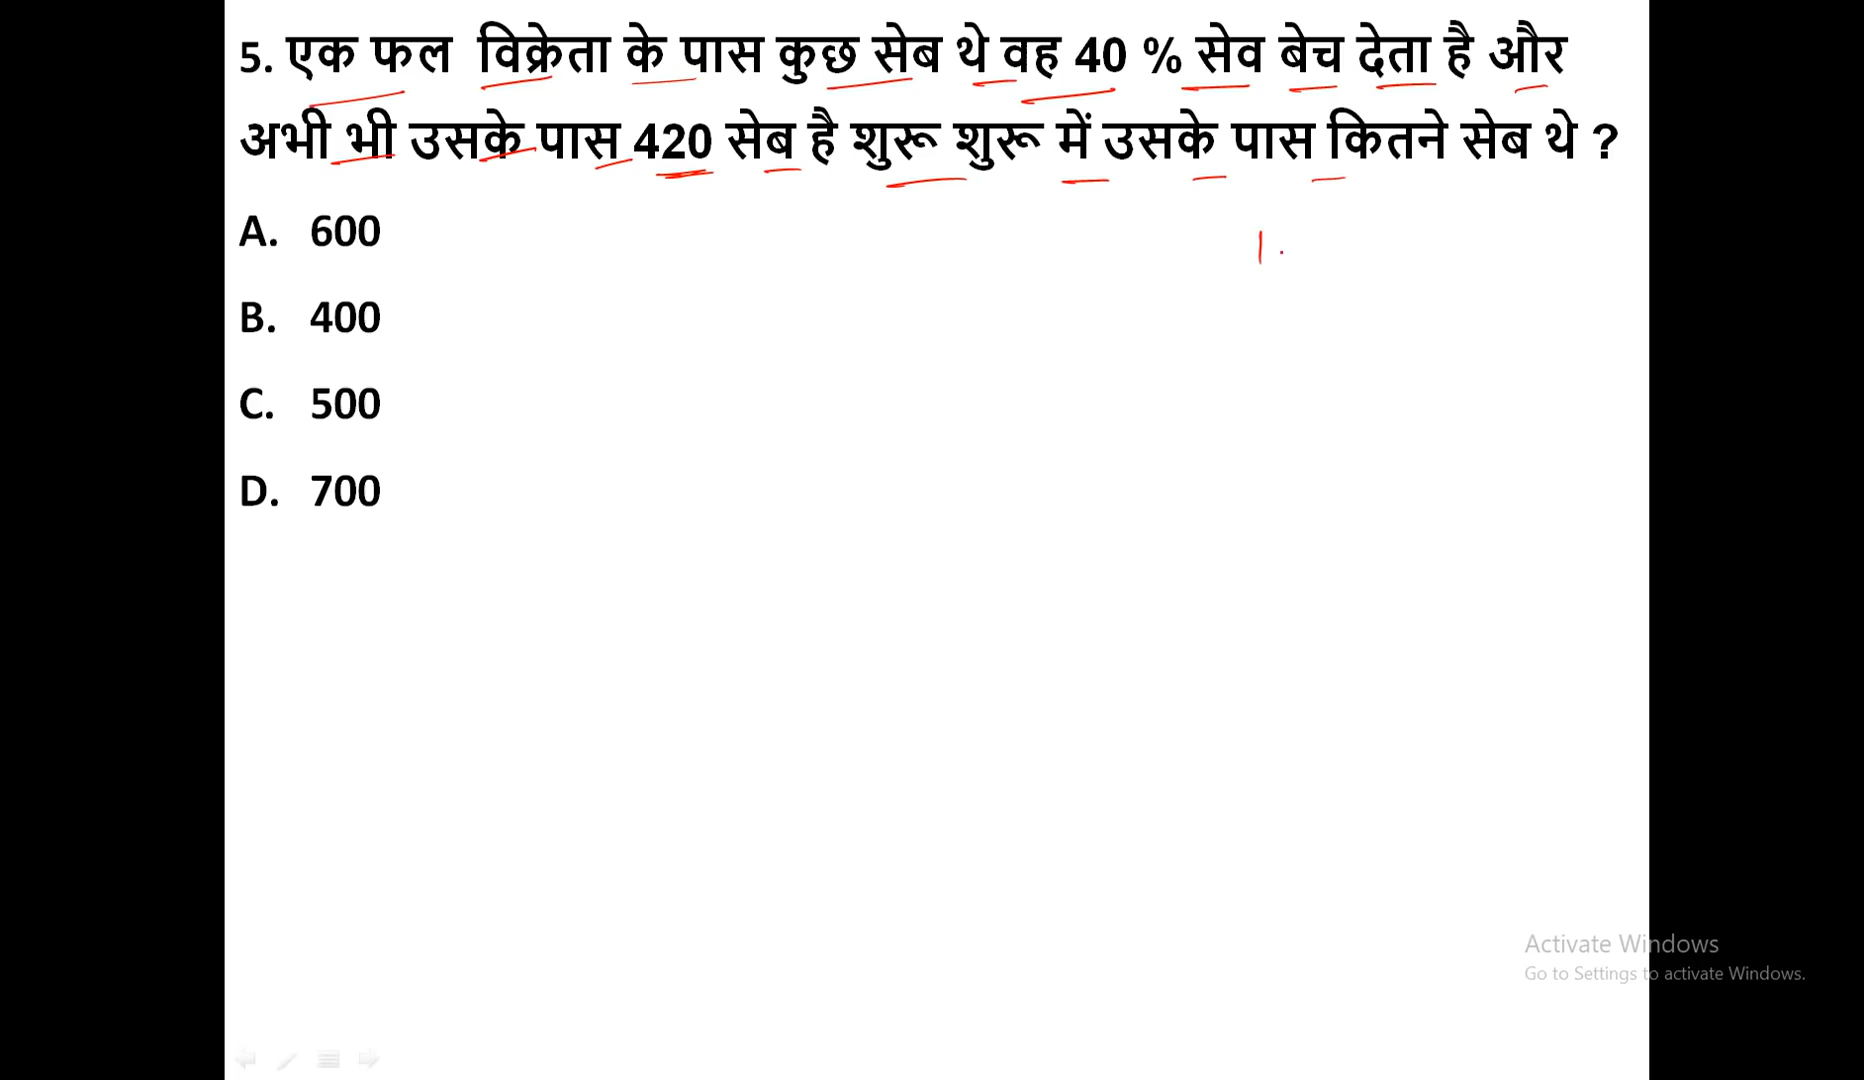 5. एक फल विक्रेता के पास कुछ सेब थे वह 40 % सेव बेच देता है और
अभी भी उसके पास 420 सेब है शुरू शुरू में उसके पास कितने सेब थे ?
A. 600
1.
B. 400
C. 500
D. 700
Activate Windows
Go to Settings to activate Windows.